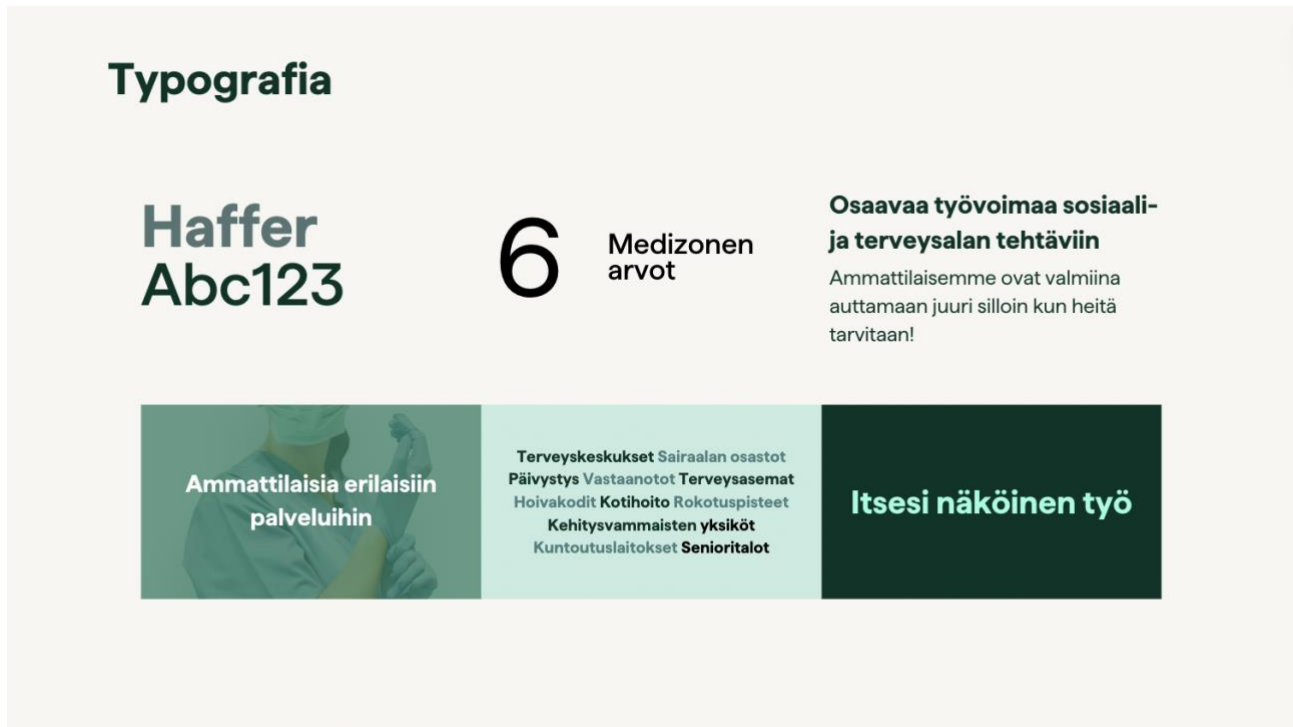 Typografia
Haffer
Abc123
6
Medizonen
arvot
Osaavaa työvoimaa sosiaali-
ja terveysalan tehtäviin
Ammattilaisemme ovat valmiina
auttamaan juuri silloin kun heitä
tarvitaan!
Ammattilaisia erilaisiin
palveluihin
Terveyskeskukset Sairaalan osastot
Päivystys Vastaanotot Terveysasemat
Hoivakodit Kotihoito Rokotuspisteet
Kehitysvammaisten yksiköt
Kuntoutuslaitokset Senioritalot
Itsesi näköinen työ